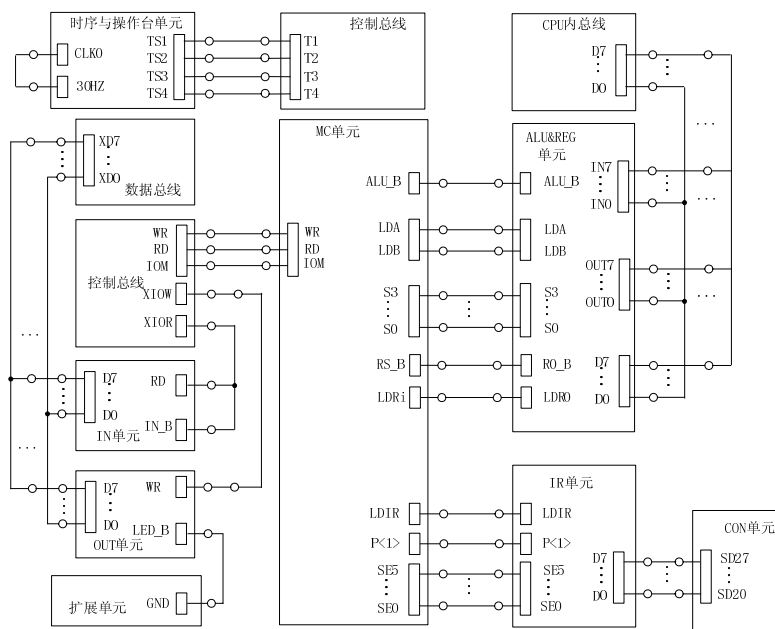 时序与操作台单元
CLK0
30HZ
TS1
TS2
TS3
TS4
控制总线
T1
T2
T3
T4
CPU内总线
D7
D0
XD7
XD0
数据总线
WR
RD
IOM
控制总线
XIOW
XIOR
D7
D0
RD
IN_B
IN单元
D7
D0
WR
LED_B
OUT单元
GND
扩展单元
MC单元
WR
RD
IOM
ALU_B
LDA
LDB
S3
S0
RS_B
LDRi
LDIR
P<1>
SE5
SE0
ALU&REG
单元
ALU_B
IN7
IN0
LDA
LDB
OUT7
OUT0
S3
S0
R0_B
LDR0
D7
D0
IR单元
LDIR
P<1>
SE5
SE0
D7
D0
CON单元
SD27
SD20